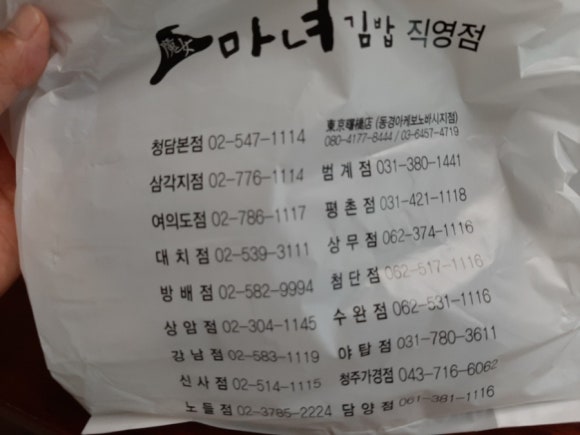 마녀 김밥 직영점
청담본점 02-547-1114
삼각지점 02-776-1114
여의도점 02-786-1117
대치점 02-539-3111
방배점 02-582-9994
상암점 02-304-1145
강남점 02-583-1119
신사점 02-514-1115
노들점 02-3785-2224
東京曙橋店 (동경아케보노바시지점)
080-4177-8444 / 03-6457-4719
범계점 031-380-1441
평촌점 031-421-1118
상무점 062-374-1116
첨단점 062-517-1116
수완점 062-531-1116
야탑점 031-780-3611
청주가경점 043-716-6062
담양점 061-381-1116